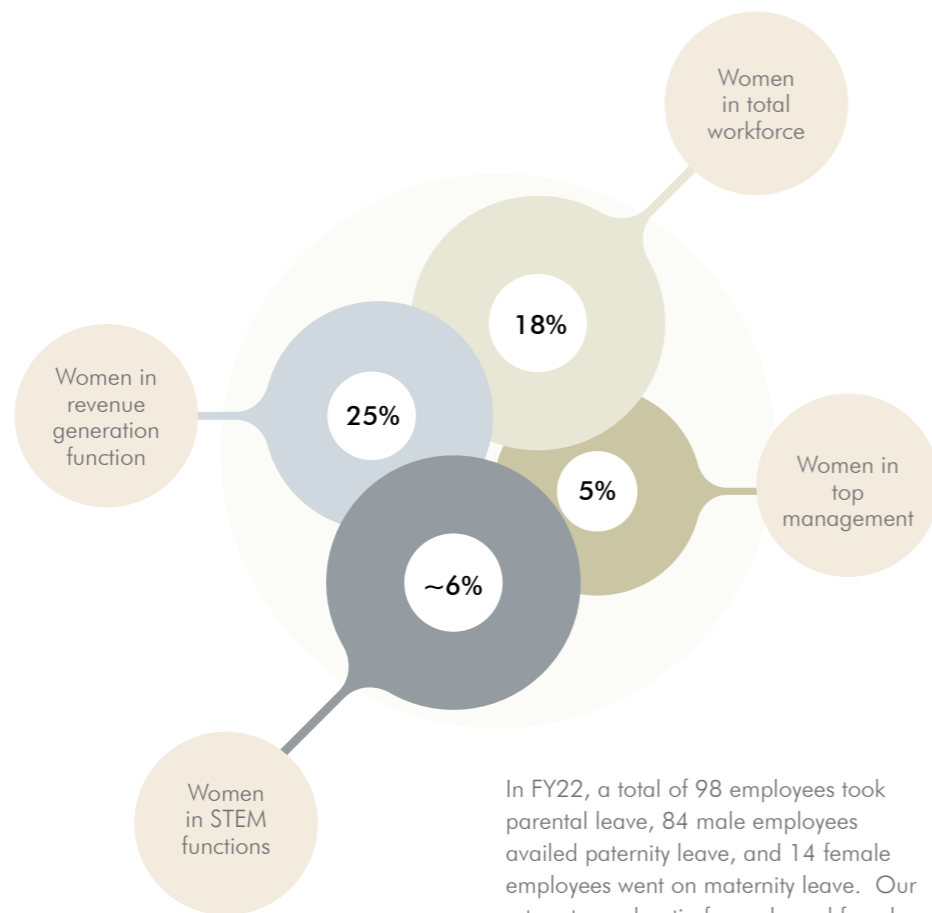 Women
in total
workforce
18%
Women in
revenue
generation
function
25%
Women in
top
management
5%
~6%
Women
in STEM
functions
In FY22, a total of 98 employees took
parental leave, 84 male employees
availed paternity leave, and 14 female
employees went on maternity leave. Our